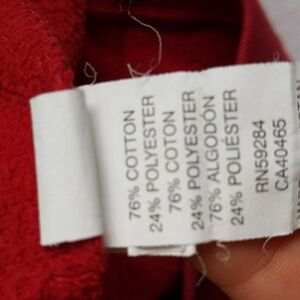 76% COTTON
24% POLYESTER
76% COTON
24% POLYESTER
76% ALGODÓN
24% POLIÉSTER
RN59284
CA40465